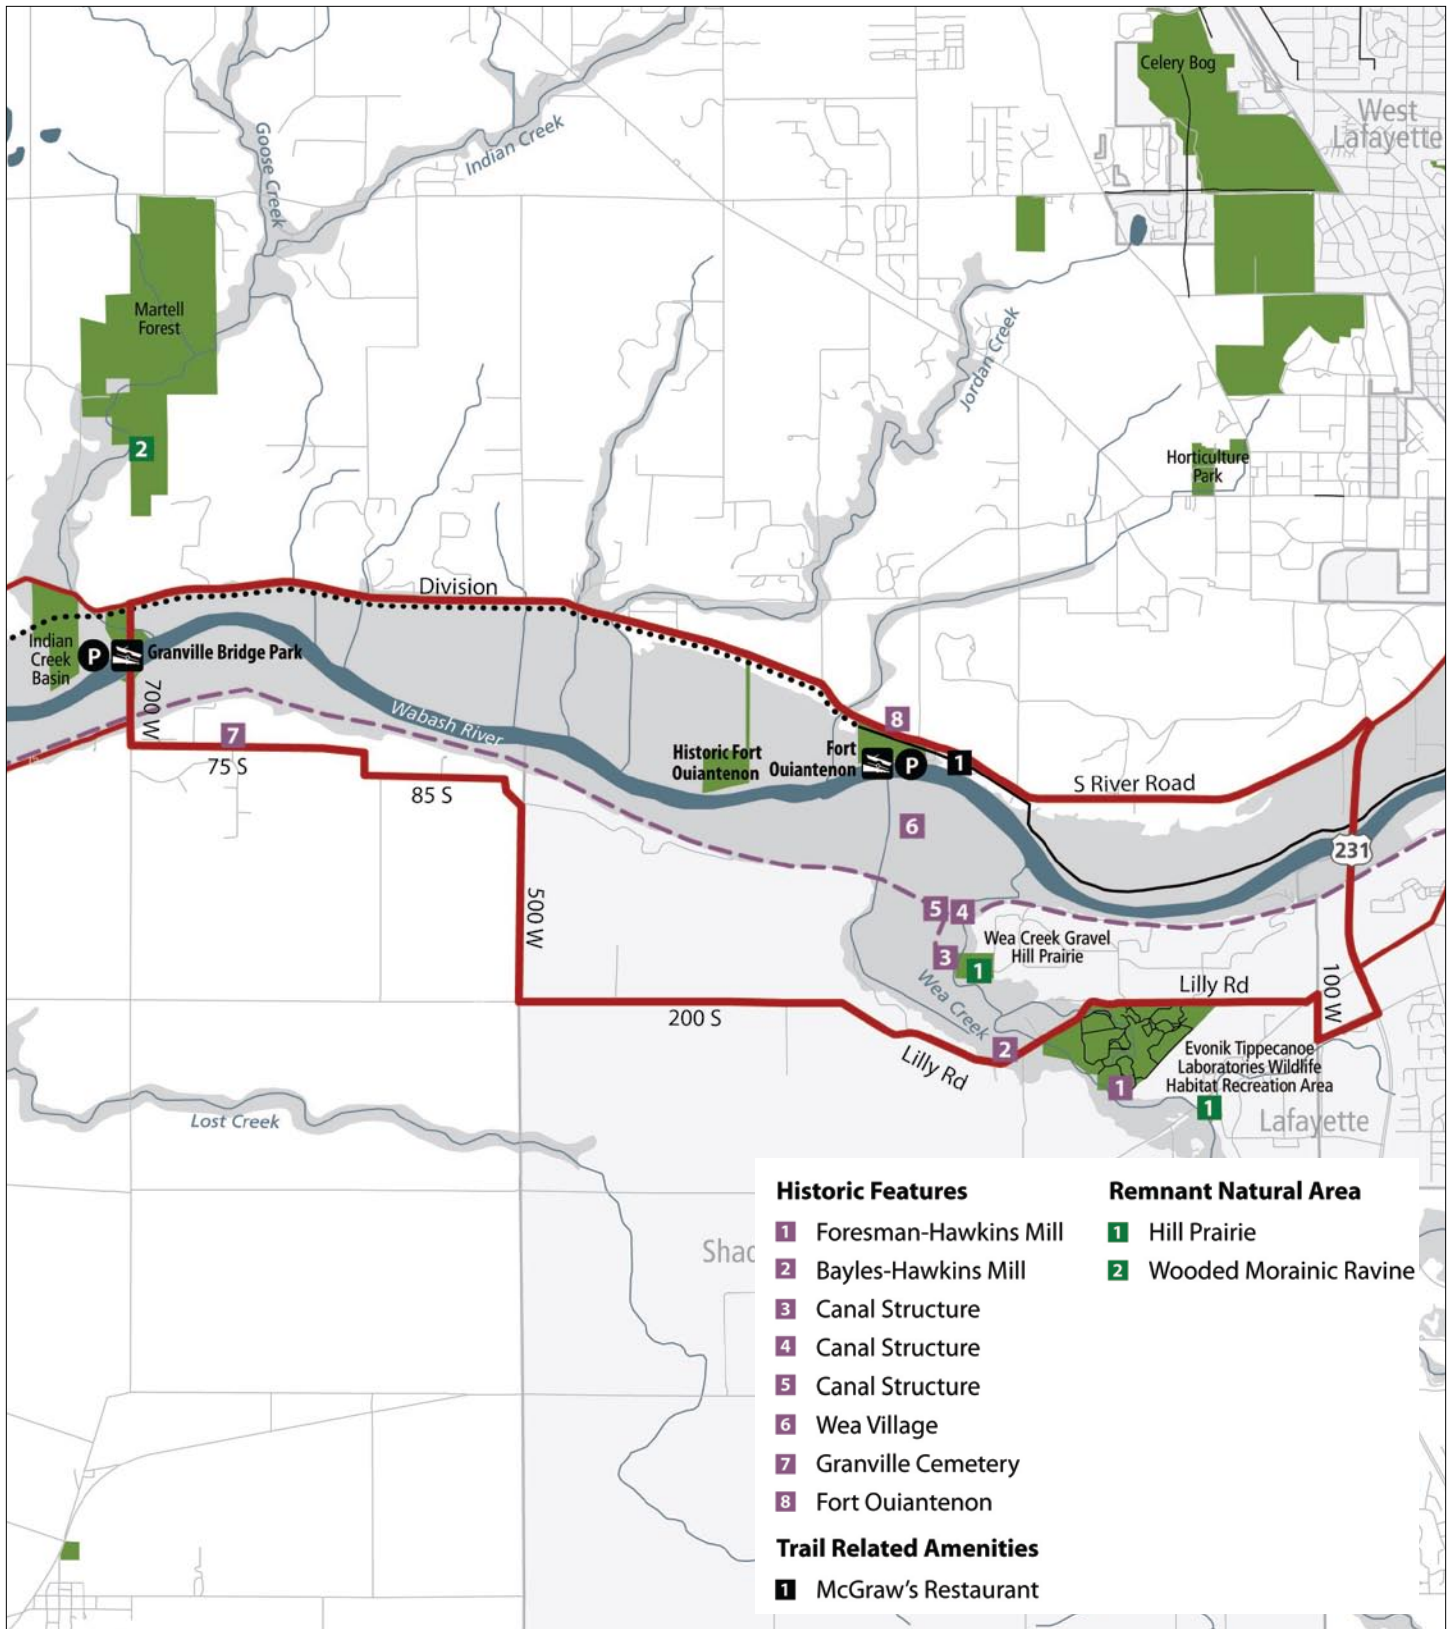 Celery Bog
West
Lafayette
Goose Creek
Indian Creek
Martell
Forest
Jordan Creek
2
Horticulture
Park
Division
Indian
Creek
Basin
P
Granville Bridge Park
700 W
7
75 S
85 S
Wabash River
Historic Fort
Ouiantenon
Fort
Ouiantenon
P
8
1
S River Road
6
231
500 W
5
4
3
1
Wea Creek Gravel
Hill Prairie
Wea Creek
200 S
Lilly Rd
2
Lilly Rd
100 W
Evonik Tippecanoe
Laboratories Wildlife
Habitat Recreation Area
1
1
Lafayette
Lost Creek
Shad
Historic Features
1 Foresman-Hawkins Mill
2 Bayles-Hawkins Mill
3 Canal Structure
4 Canal Structure
5 Canal Structure
6 Wea Village
7 Granville Cemetery
8 Fort Ouiantenon
Trail Related Amenities
1 McGraw's Restaurant
Remnant Natural Area
1 Hill Prairie
2 Wooded Morainic Ravine